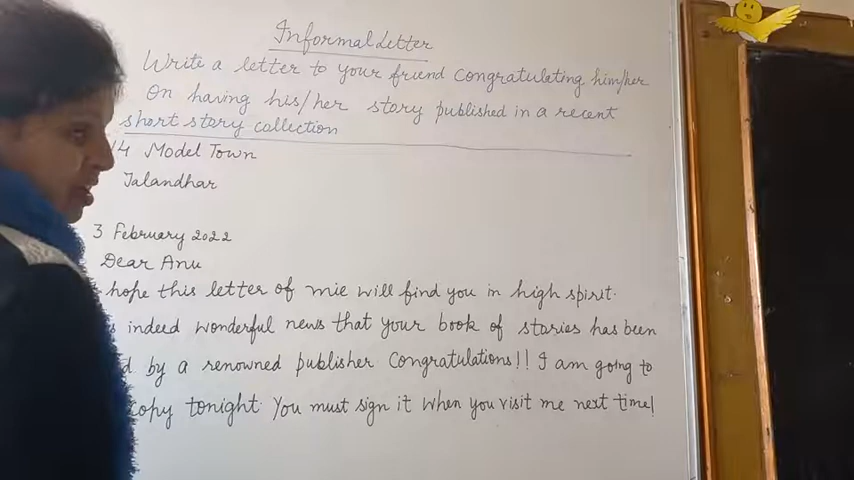 Informal Letter
Write a letter to your friend congratulating him/her
On having his/her story published in a recent
short story collection
14 Model Town
Jalandhar
3 February 2022
Dear Anu
hope this letter of mie will find you in high spirit.
indeed wonderful news that your book of stories has been
by a renowned publisher Congratulations!! I am going to
copy tonight. You must sign it when you visit me next time!